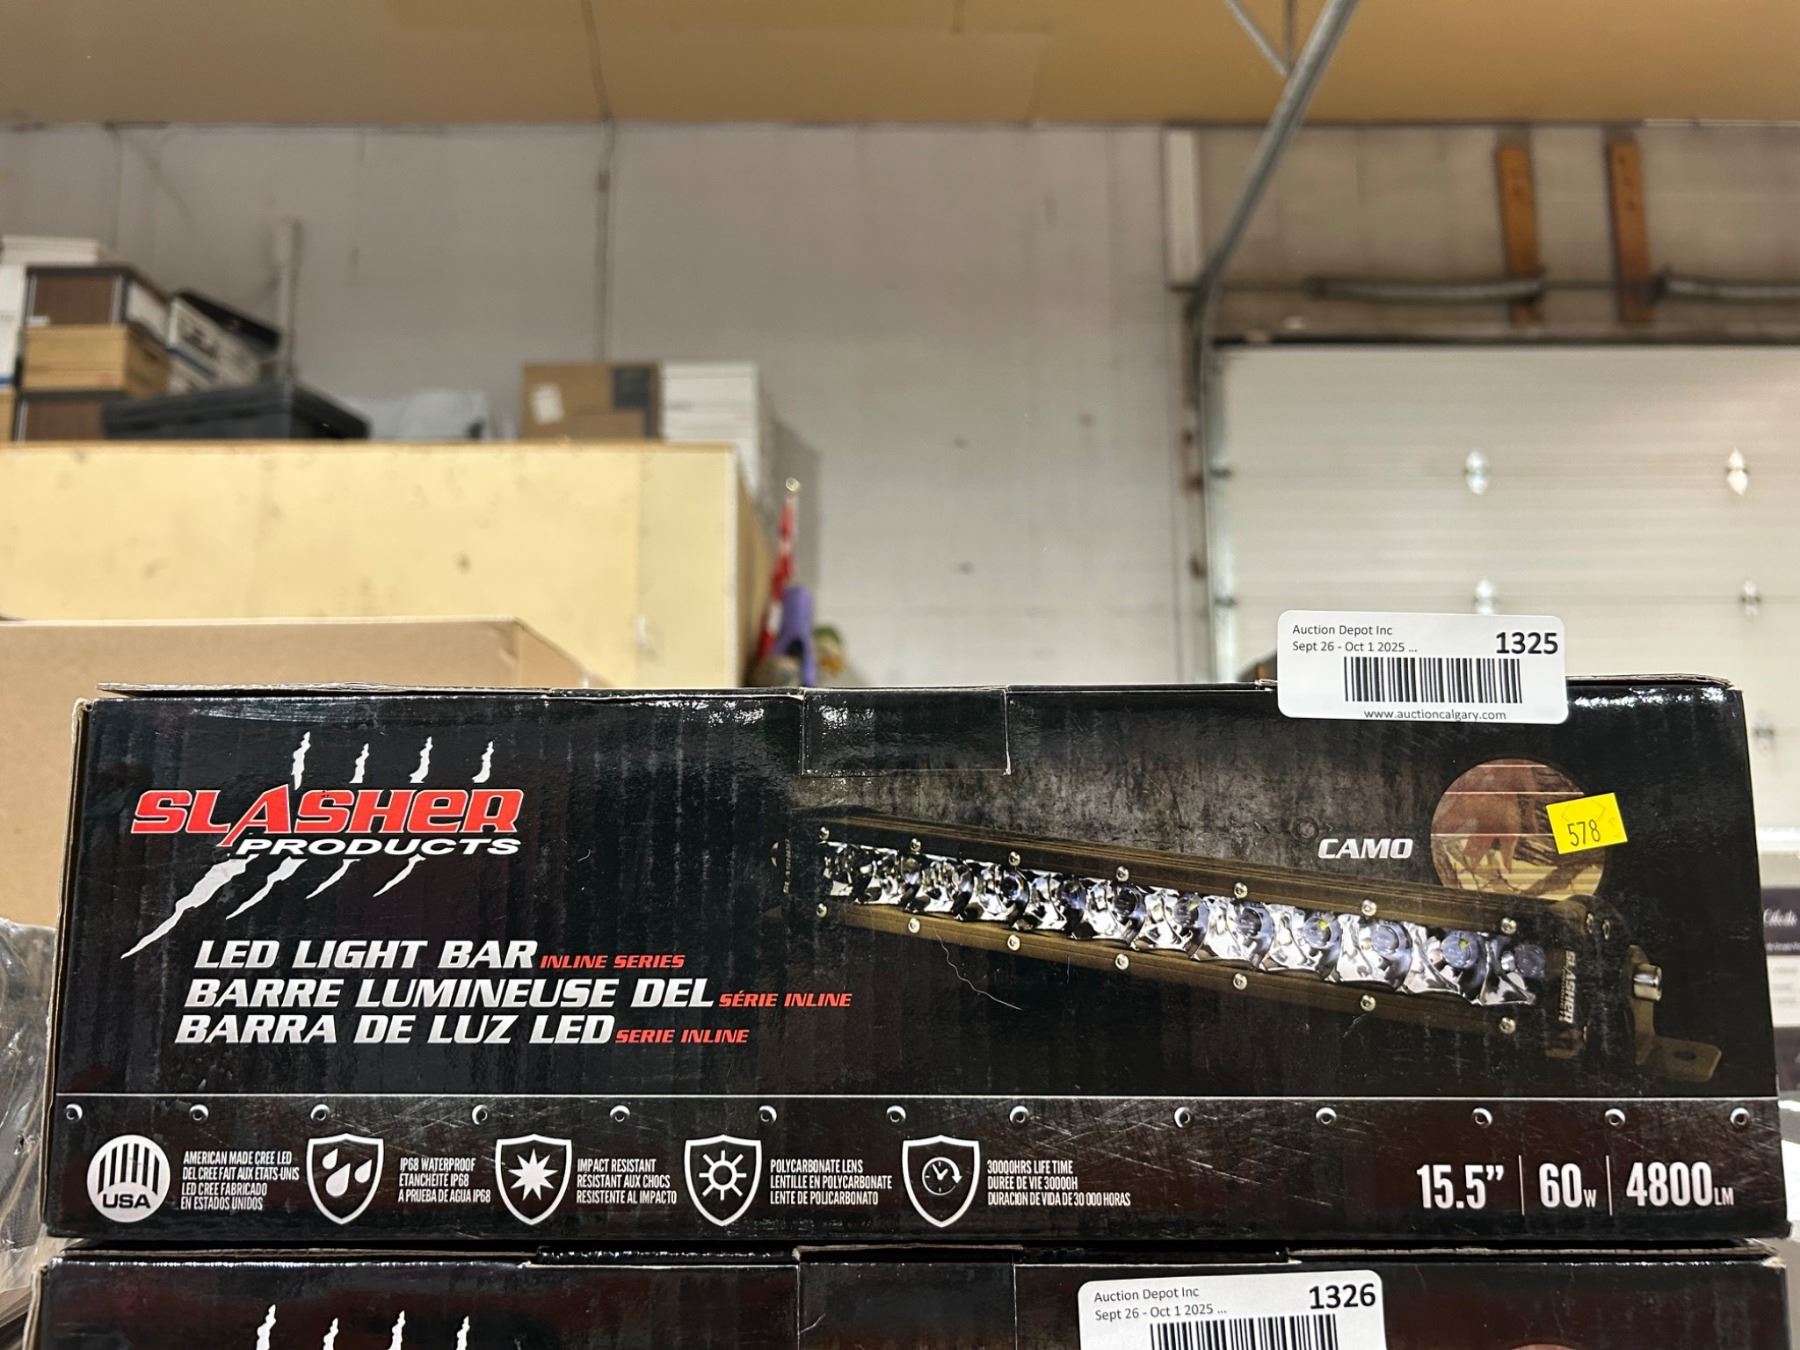 Auction Depot Inc
Sept 26 - Oct 1 2025 ...
1325
www.auctioncalgary.com
SLASHER
PRODUCTS
CAMO
578
LED LIGHT BAR INLINE SERIES
BARRE LUMINEUSE DEL SÉRIE INLINE
BARRA DE LUZ LED SERIE INLINE
SLASHER
USA
AMERICAN MADE CREE LED
DEL CREE FAIT AUX ETATS-UNIS
LED CREE FABRICADO
EN ESTADOS UNIDOS
IP68 WATERPROOF
ETANCHEITÉ IP68
A PRUEBA DE AGUA IP68
IMPACT RESISTANT
RÉSISTANT AUX CHOCS
RESISTENTE AL IMPACTO
POLYCARBONATE LENS
LENTILLE EN POLYCARBONATE
LENTE DE POLICARBONATO
30000HRS LIFE TIME
DURÉE DE VIE 30000H
DURACION DE VIDA DE 30 000 HORAS
15.5" | 60W | 4800LM
Auction Depot Inc
Sept 26 - Oct 1 2025 ...
1326